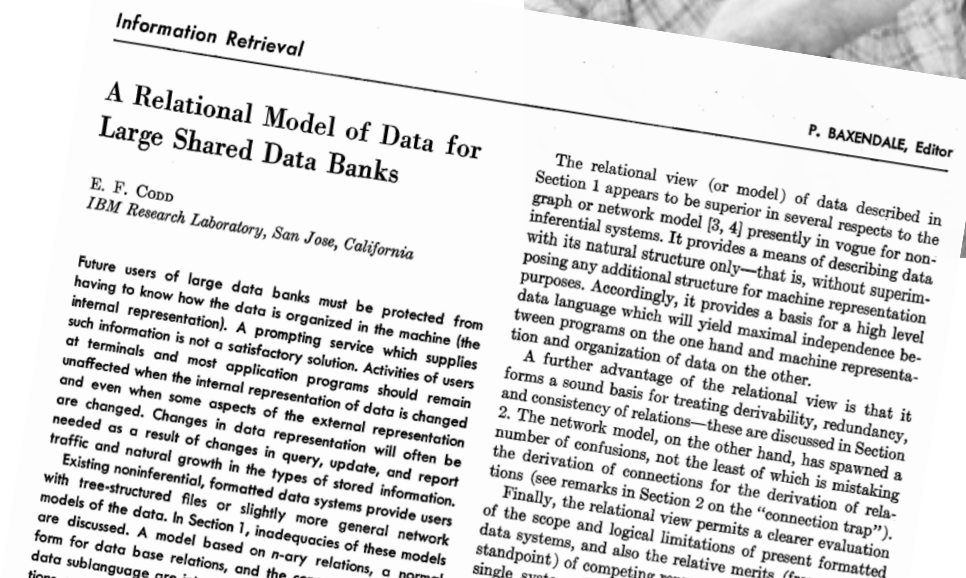 Information Retrieval
P. BAXENDALE, Editor
A Relational Model of Data for
Large Shared Data Banks
E. F. CODD
IBM Research Laboratory, San Jose, California
Future users of large data banks must be protected from
having to know how the data is organized in the machine (the
internal representation). A prompting service which supplies
such information is not a satisfactory solution. Activities of users
at terminals and most application programs should remain
unaffected when the internal representation of data is changed
and even when some aspects of the external representation
are changed. Changes in data representation will often be
needed as a result of changes in query, update, and report
traffic and natural growth in the types of stored information.
Existing noninferential, formatted data systems provide users
with tree-structured files or slightly more general network
models of the data. In Section 1, inadequacies of these models
are discussed. A model based on n-ary relations, a normal
form for data base relations, and the
data sublanguage are
The relational view (or model) of data described in
Section 1 appears to be superior in several respects to the
graph or network model [3, 4] presently in vogue for non-
inferential systems. It provides a means of describing data
with its natural structure only—that is, without superim-
posing any additional structure for machine representation
purposes. Accordingly, it provides a basis for a high level
data language which will yield maximal independence be-
tween programs on the one hand and machine representa-
tion and organization of data on the other.
A further advantage of the relational view is that it
forms a sound basis for treating derivability, redundancy,
and consistency of relations—these are discussed in Section
2. The network model, on the other hand, has spawned a
number of confusions, not the least of which is mistaking
the derivation of connections for the derivation of rela-
tions (see remarks in Section 2 on the “connection trap”).
Finally, the relational view permits a clearer evaluation
of the scope and logical limitations of present formatted
data systems, and also the relative merits
standpoint) of competing
single